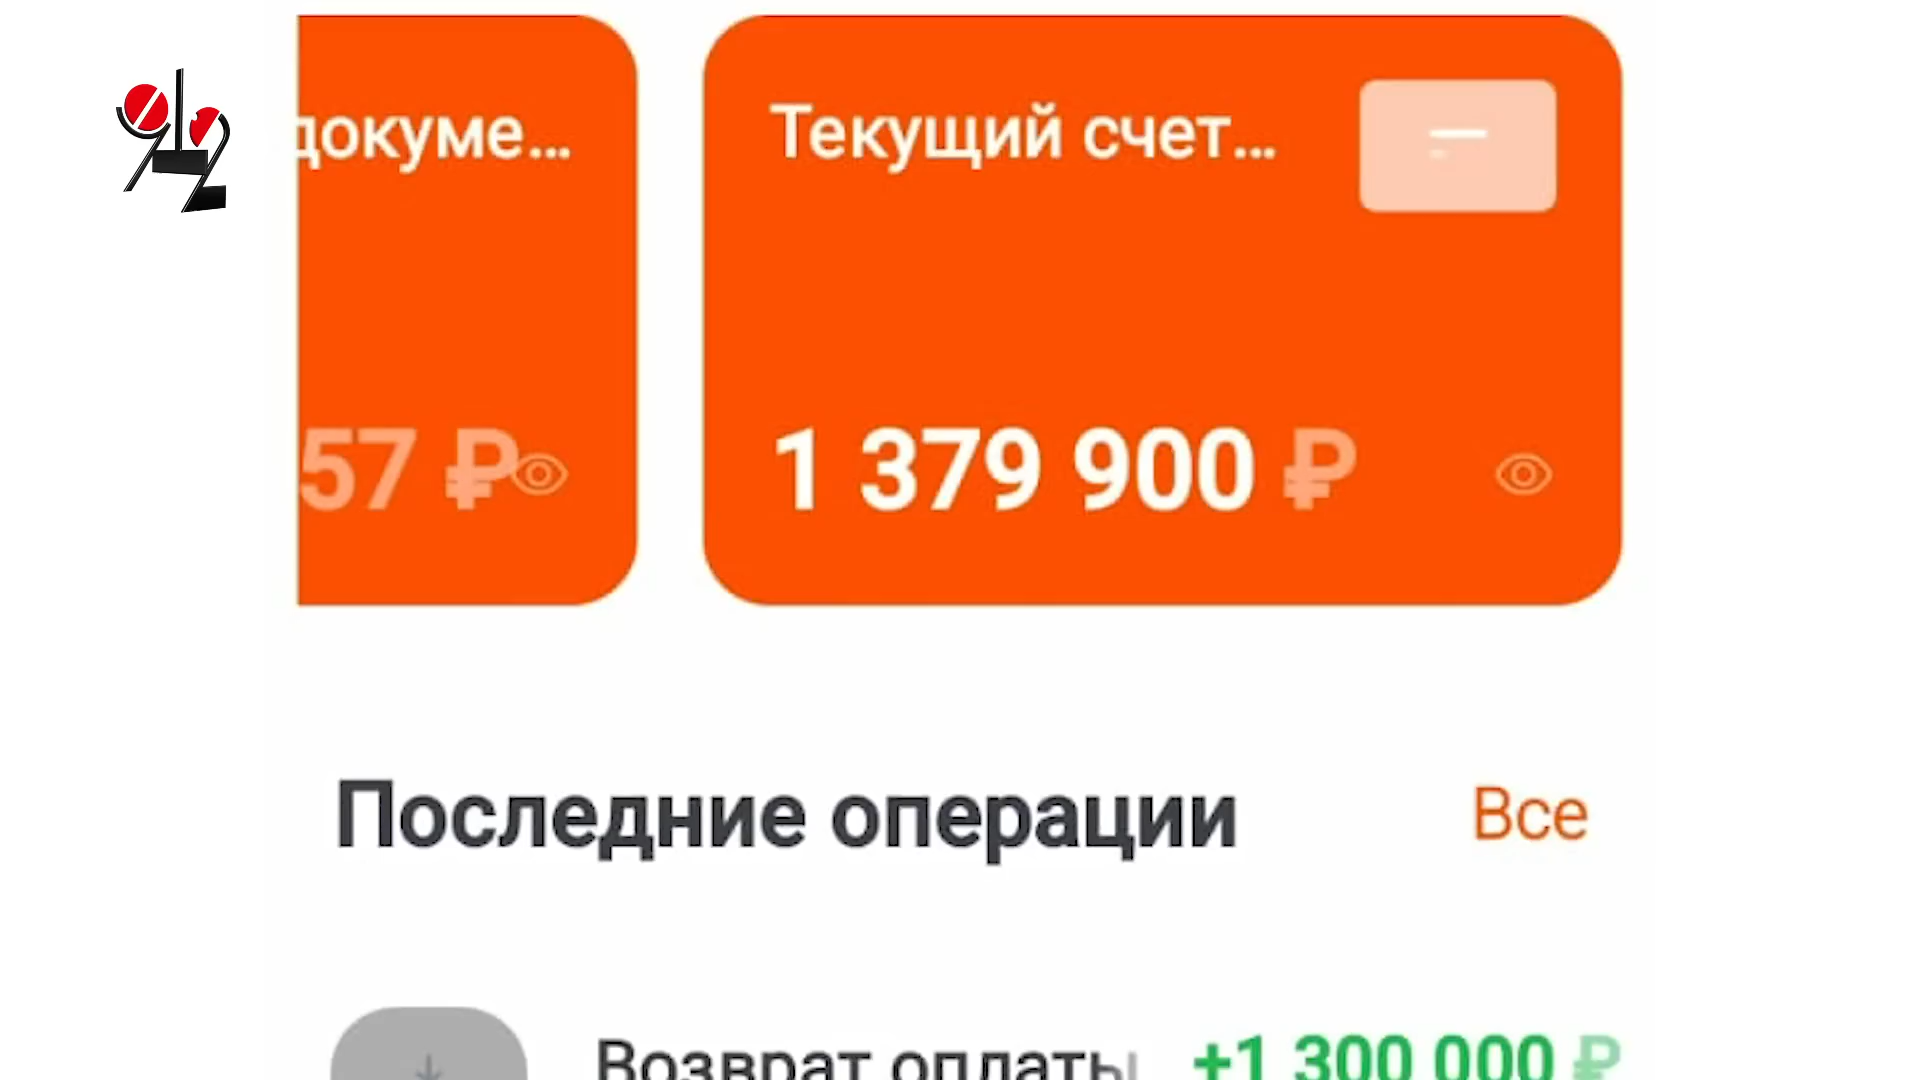 докуме...
57 ₽
Текущий счет...
1 379 900 ₽
Последние операции
Все
Возврат оплаты
+1 300 000 ₽